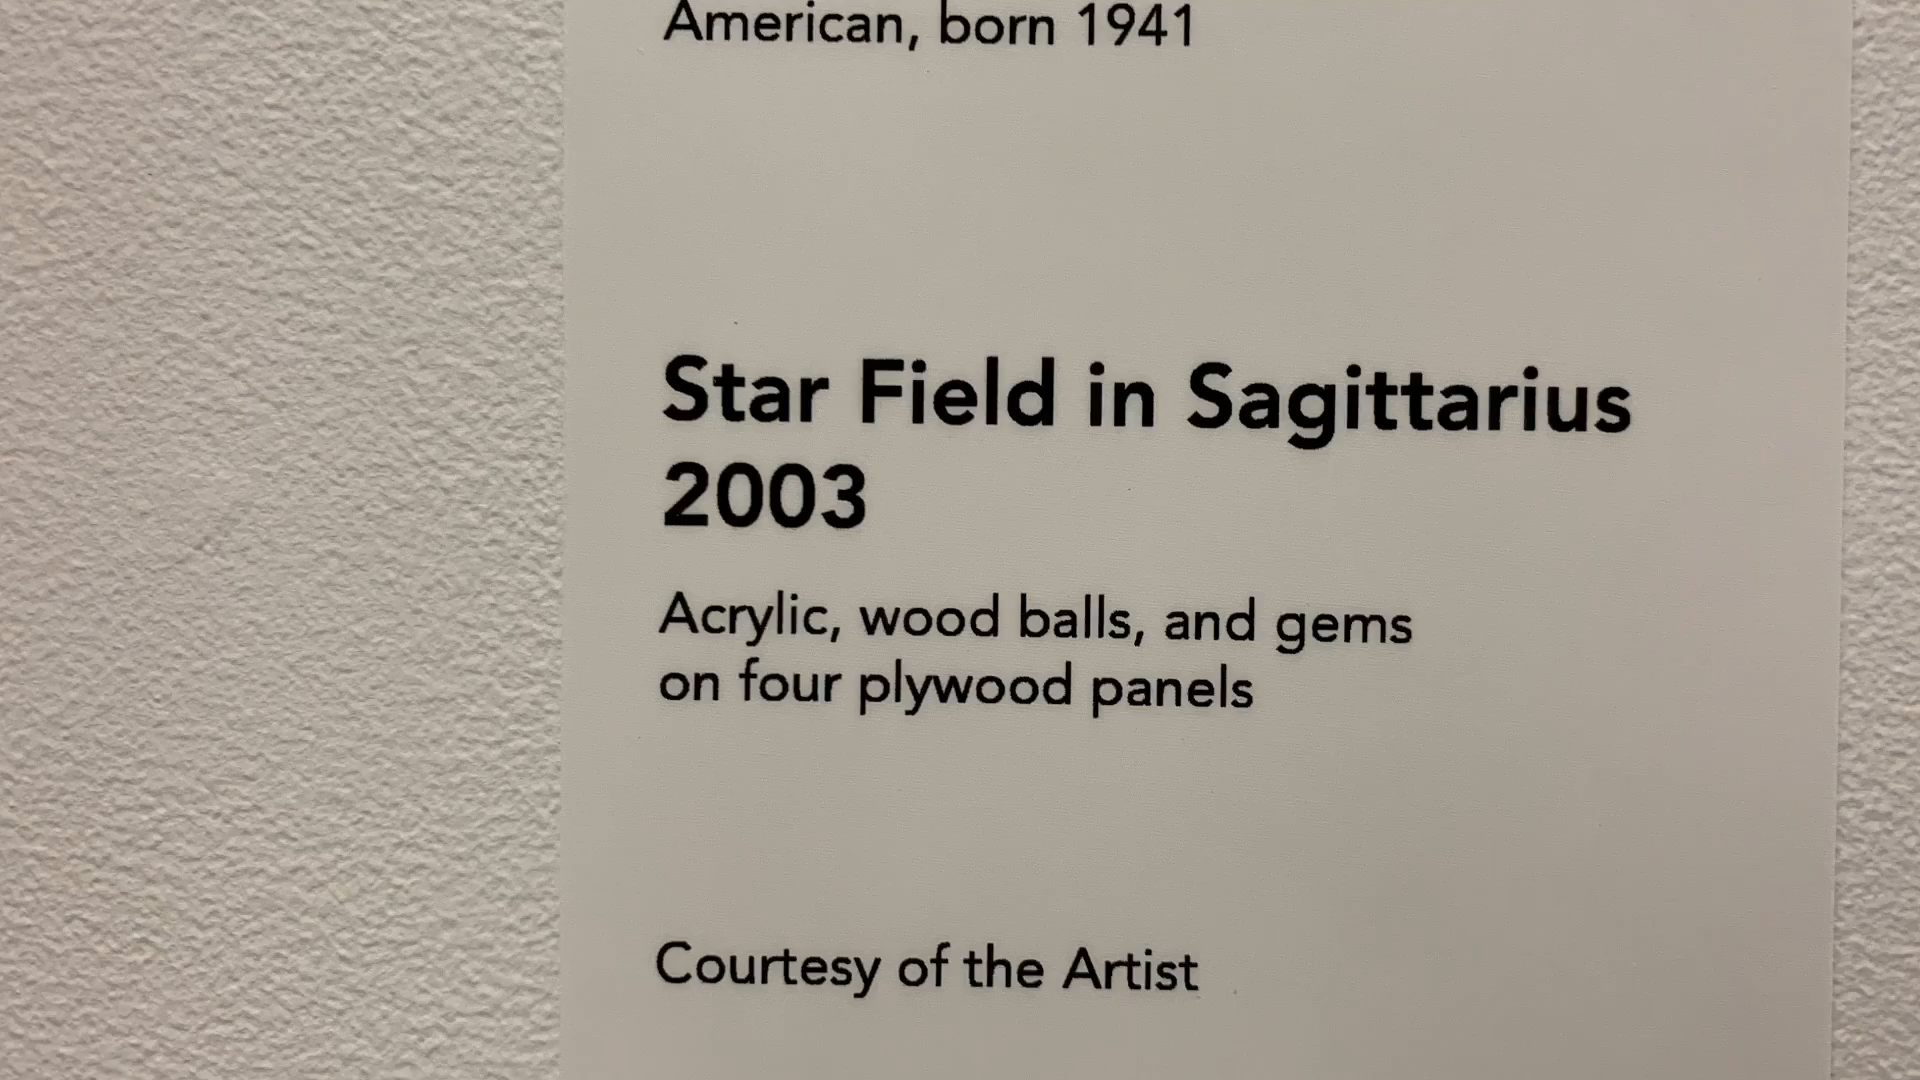 American, born 1941
Star Field in Sagittarius
2003
Acrylic, wood balls, and gems
on four plywood panels
Courtesy of the Artist